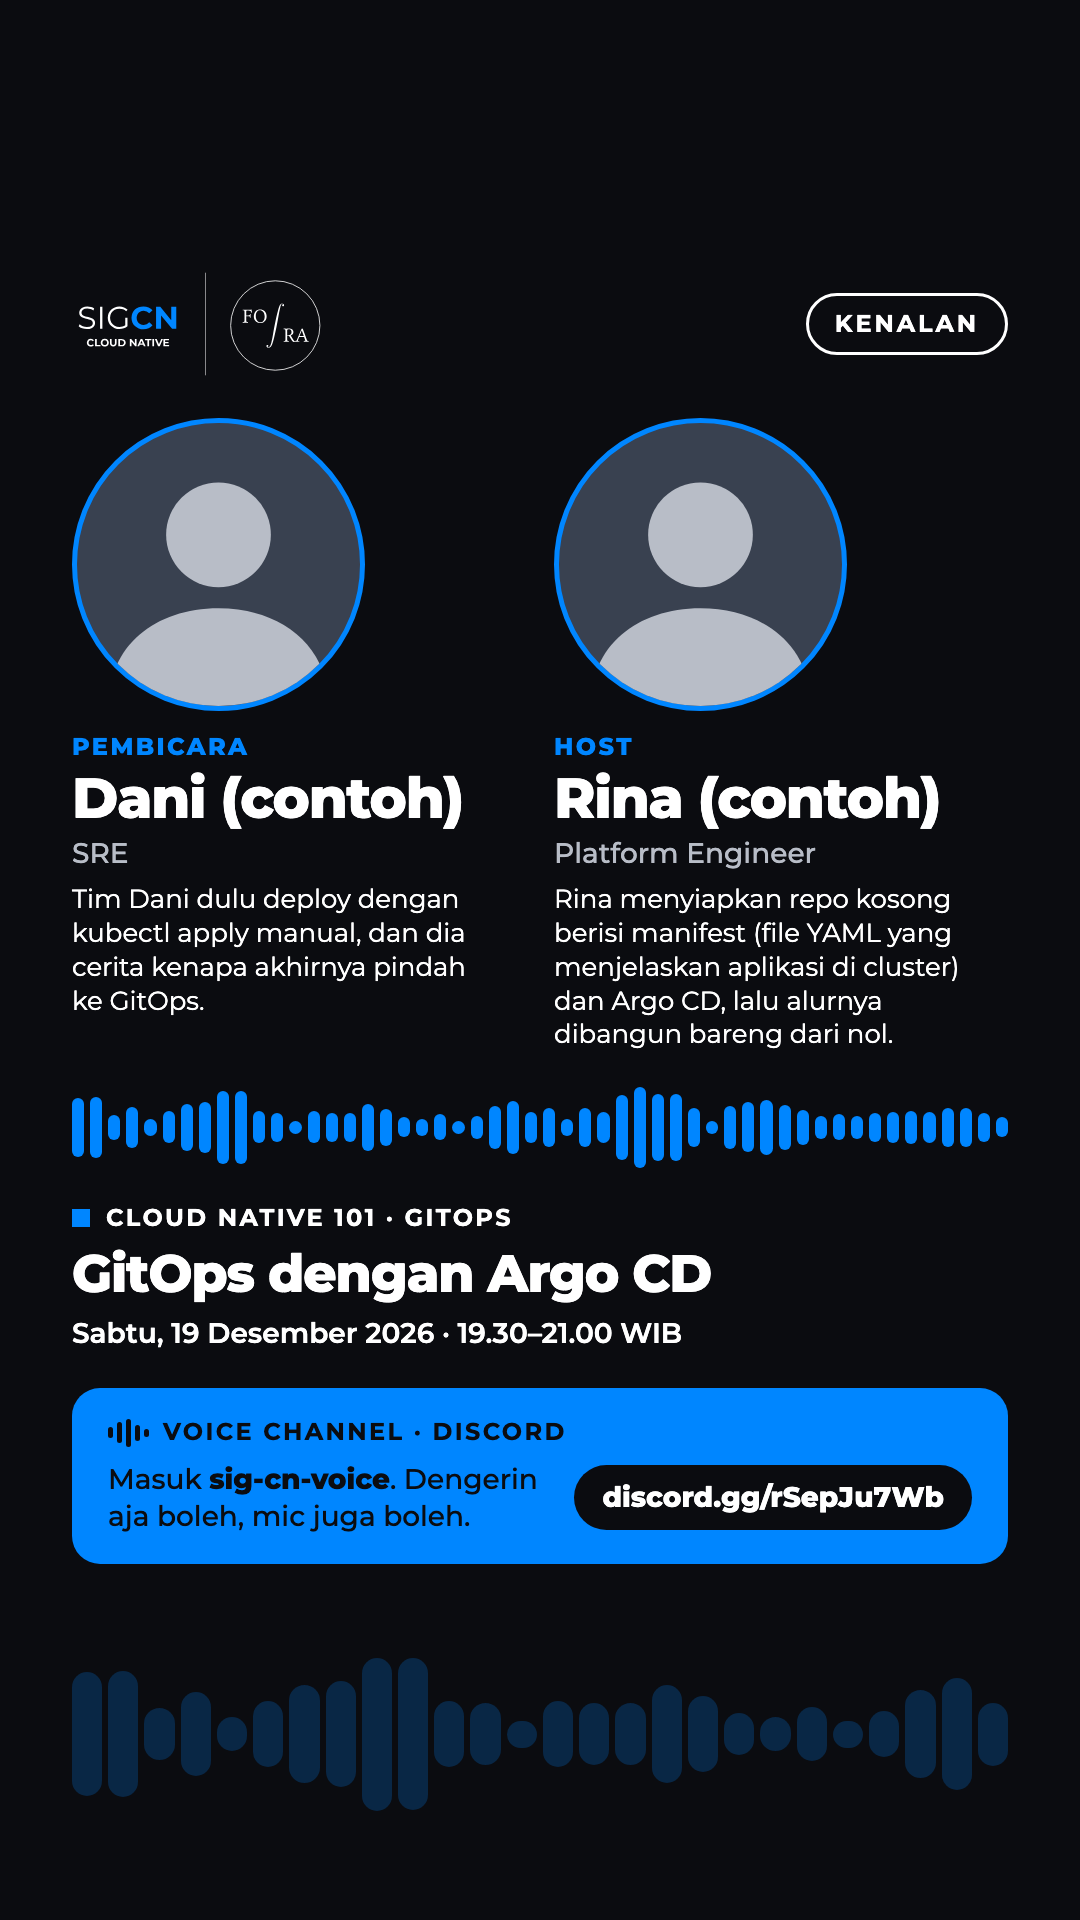 SIGCN
CLOUD NATIVE
FO
RA
KENALAN
PEMBICARA
Dani (contoh)
SRE
Tim Dani dulu deploy dengan
kubectl apply manual, dan dia
cerita kenapa akhirnya pindah
ke GitOps.
HOST
Rina (contoh)
Platform Engineer
Rina menyiapkan repo kosong
berisi manifest (file YAML yang
menjelaskan aplikasi di cluster)
dan Argo CD, lalu alurnya
dibangun bareng dari nol.
CLOUD NATIVE 101 · GITOPS
GitOps dengan Argo CD
Sabtu, 19 Desember 2026 · 19.30–21.00 WIB
VOICE CHANNEL · DISCORD
Masuk sig-cn-voice. Dengerin
aja boleh, mic juga boleh.
discord.gg/rSepJu7Wb